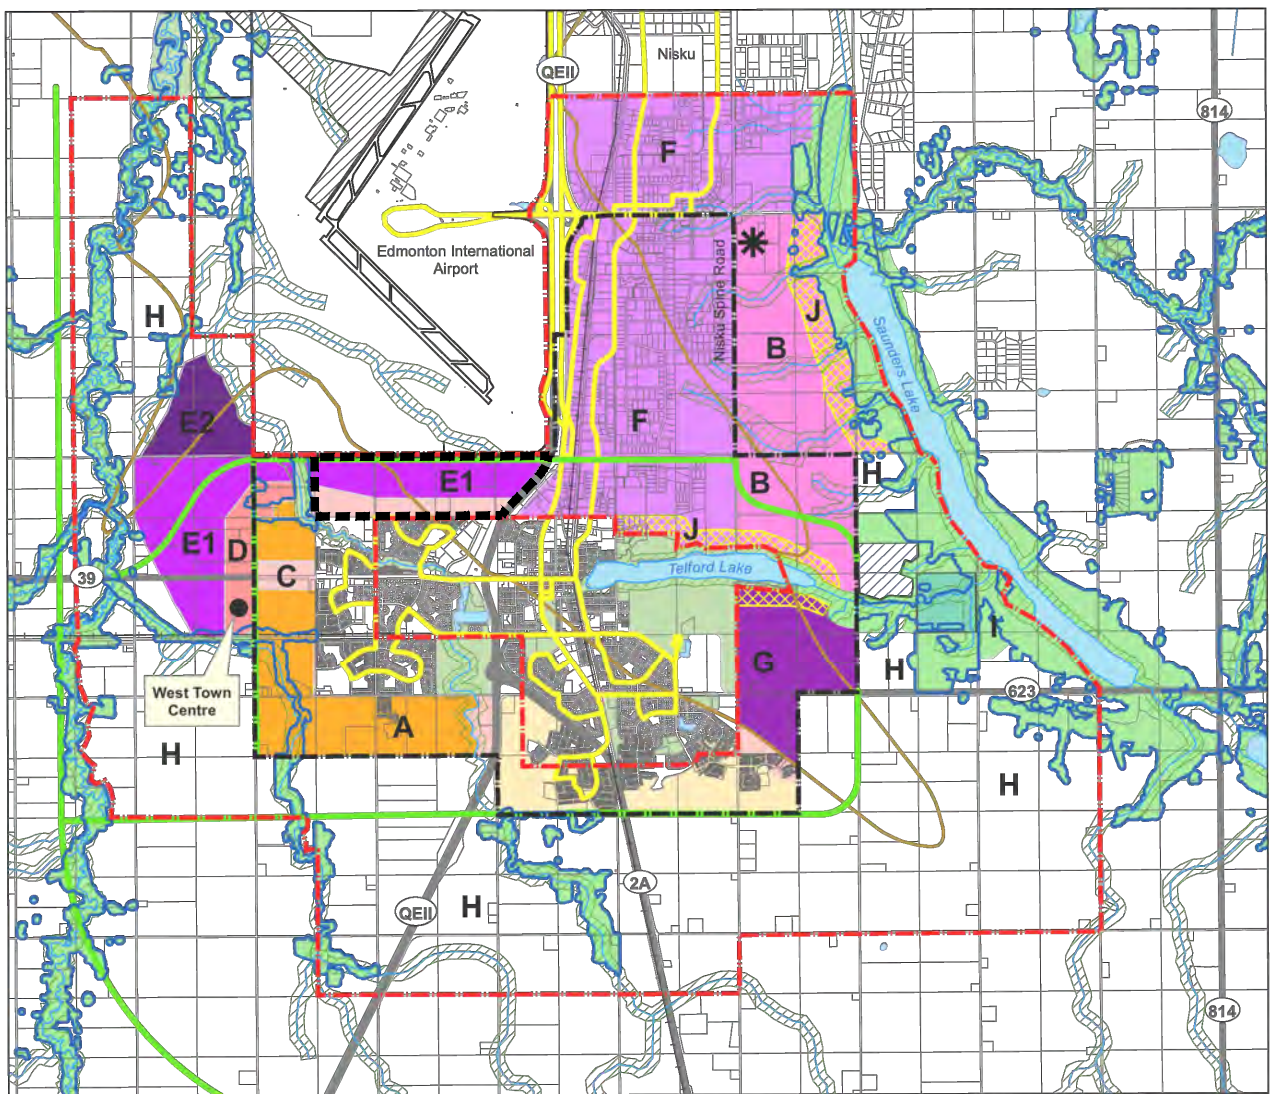 Nisku
QEII
814
F
Edmonton International
Airport
Nisku Spine Road
H
J
B
Saunders Lake
E2
F
E1
H
B
E1
D
J
C
39
Telford Lake
I
G
H
West Town
Centre
623
A
H
H
2A
QEII
H
814